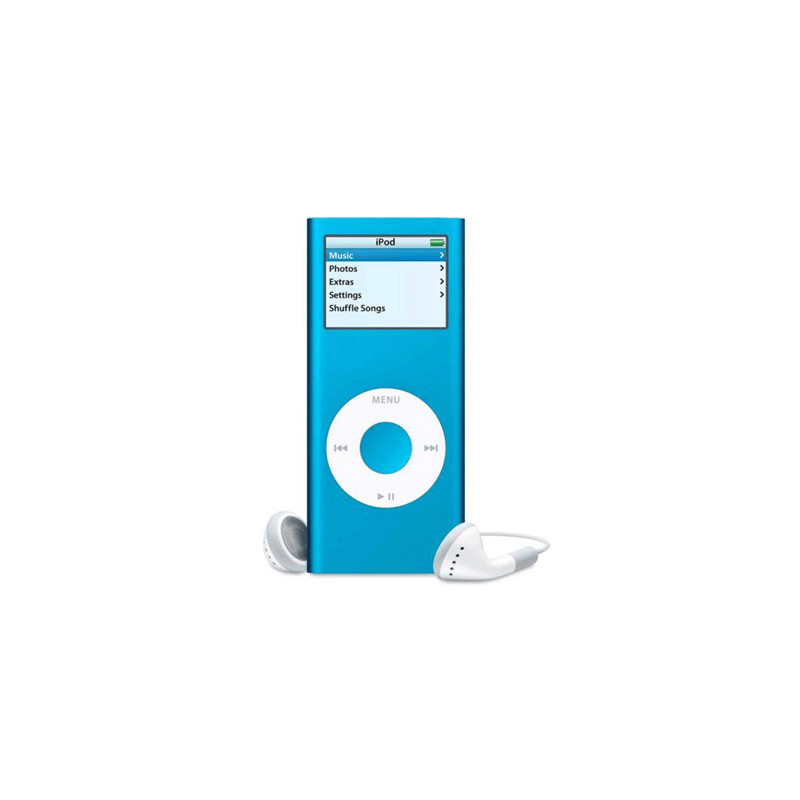 iPod
Music
Photos
Extras
Settings
Shuffle Songs
MENU